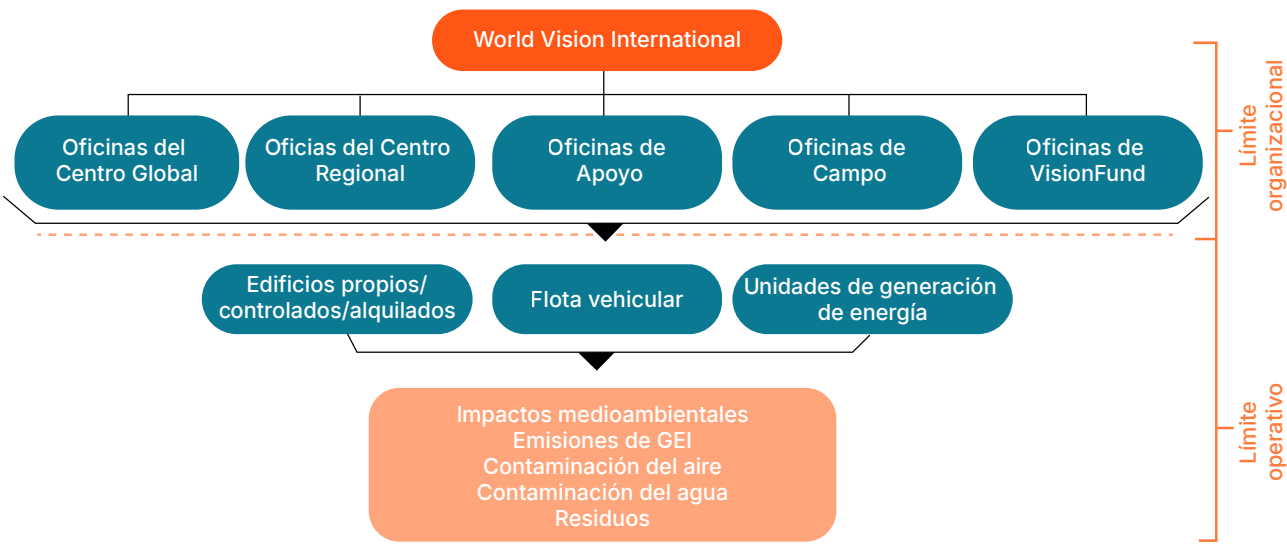 World Vision International
Oficinas del
Centro Global
Oficias del Centro
Regional
Oficinas de
Apoyo
Oficinas de
Campo
Oficinas de
VisionFund
Límite
organizacional
Edificios propios/
controlados/alquilados
Flota vehicular
Unidades de generación
de energía
Impactos medioambientales
Emisiones de GEI
Contaminación del aire
Contaminación del agua
Residuos
Límite
operativo